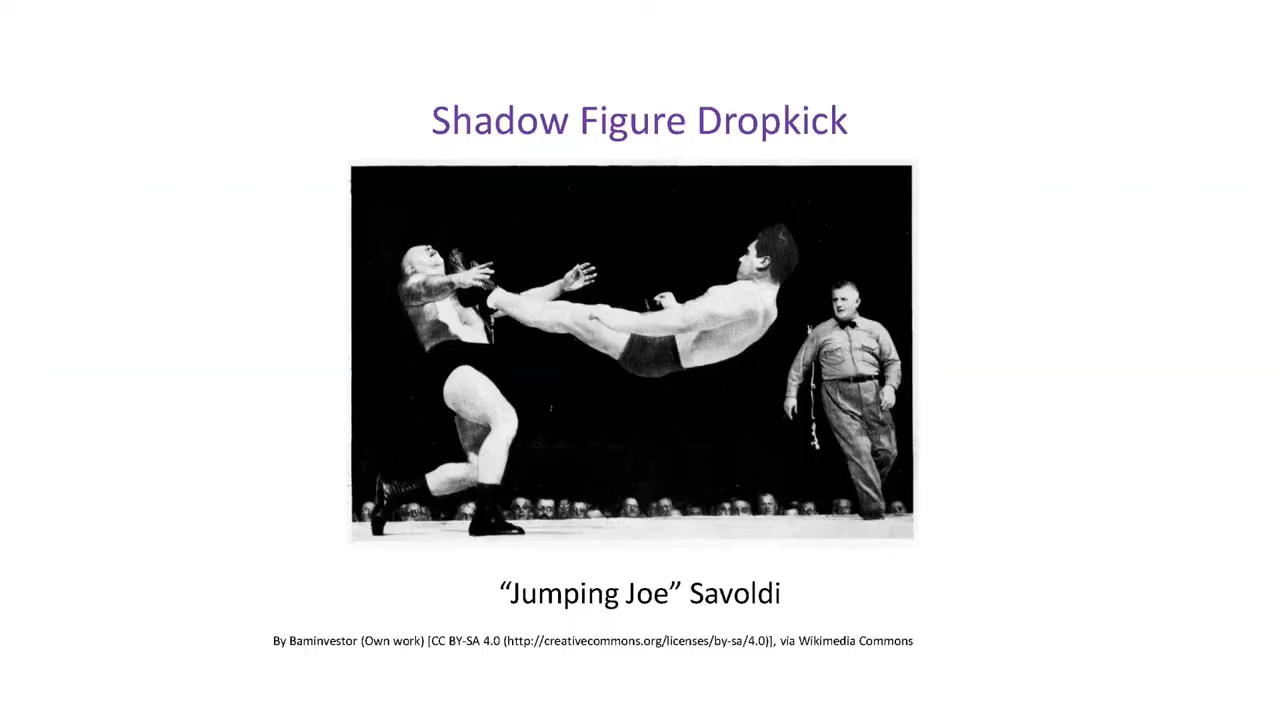 Shadow Figure Dropkick
“Jumping Joe” Savoldi
By Baminvestor (Own work) [CC BY-SA 4.0 (http://creativecommons.org/licenses/by-sa/4.0)], via Wikimedia Commons